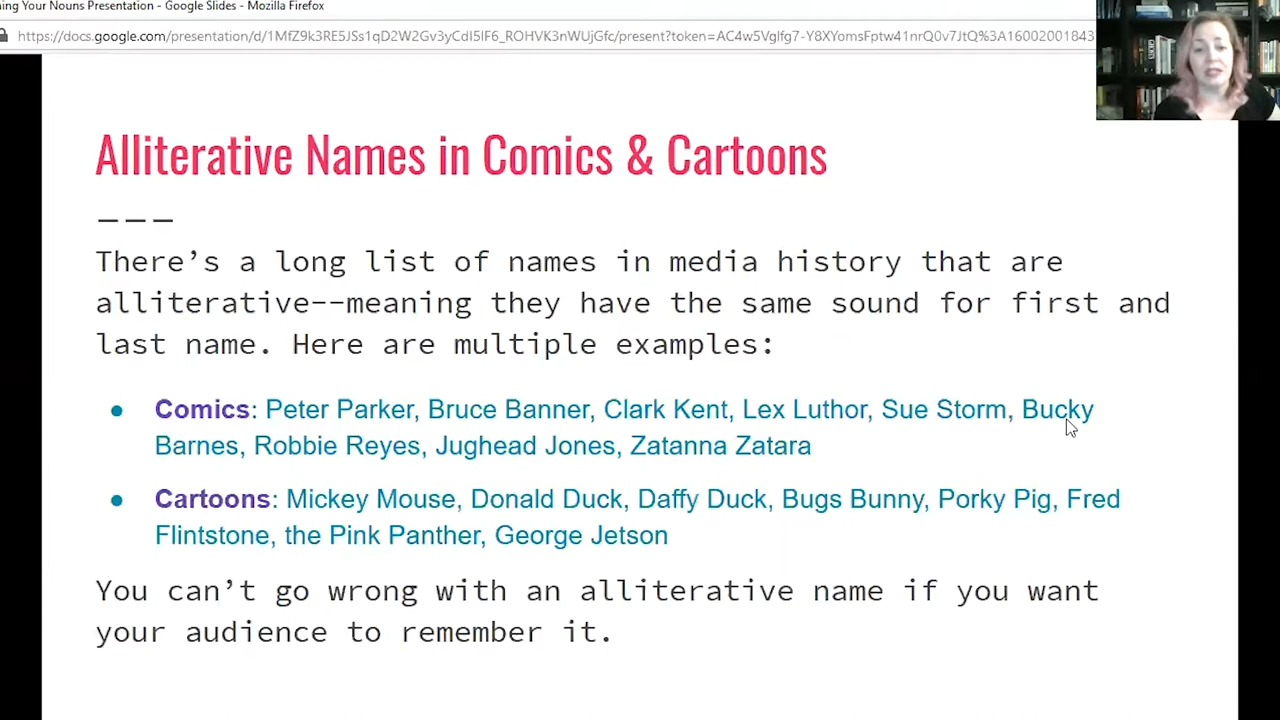 ing Your Nouns Presentation - Google Slides - Mozilla Firefox
https://docs.google.com/presentation/d/1MfZ9k3RE5JSs1qD2W2Gv3yCdI5IF6_ROHVK3nWUjGfc/present?token=AC4w5Vglfg7-Y8XYomsFptw41nrQ0v7JtQ%3A16002001843
Alliterative Names in Comics & Cartoons
———
There's a long list of names in media history that are
alliterative--meaning they have the same sound for first and
last name. Here are multiple examples:
● Comics: Peter Parker, Bruce Banner, Clark Kent, Lex Luthor, Sue Storm, Bucky
Barnes, Robbie Reyes, Jughead Jones, Zatanna Zatara
● Cartoons: Mickey Mouse, Donald Duck, Daffy Duck, Bugs Bunny, Porky Pig, Fred
Flintstone, the Pink Panther, George Jetson
You can't go wrong with an alliterative name if you want
your audience to remember it.